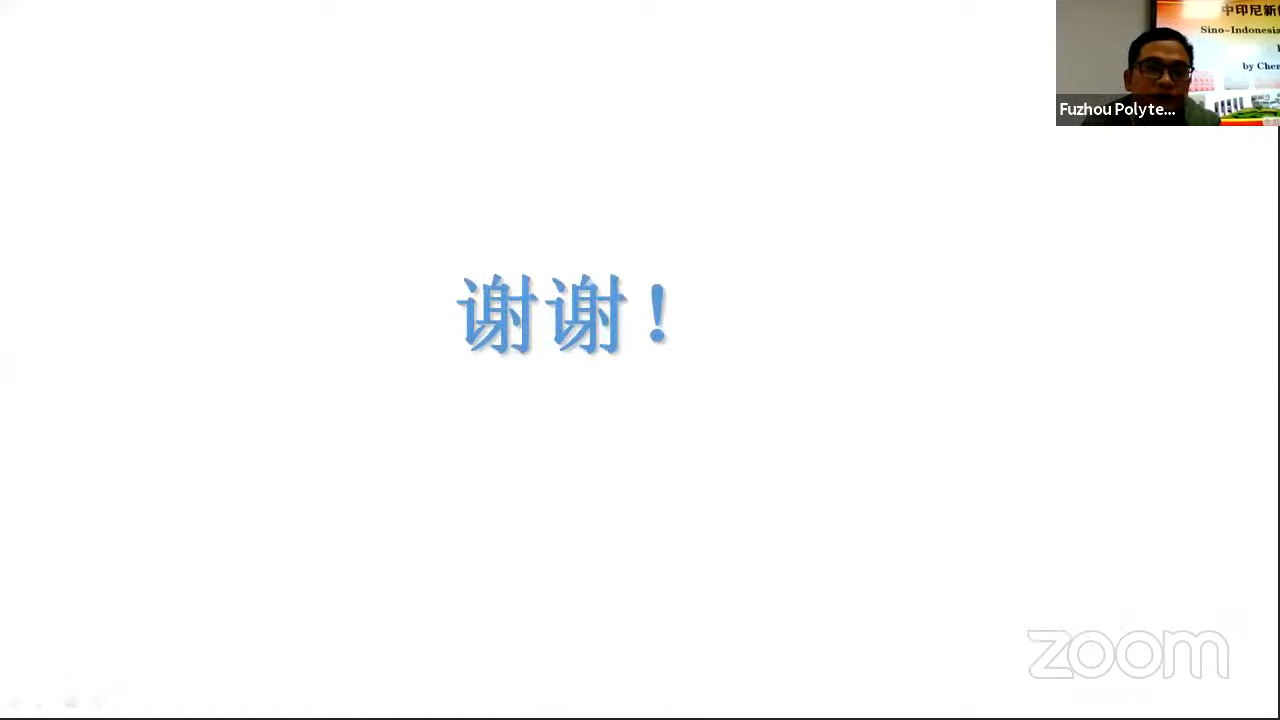 中印尼新
Sino-Indonesia
by Chen
Fuzhou Polyte...
谢谢！
zoom